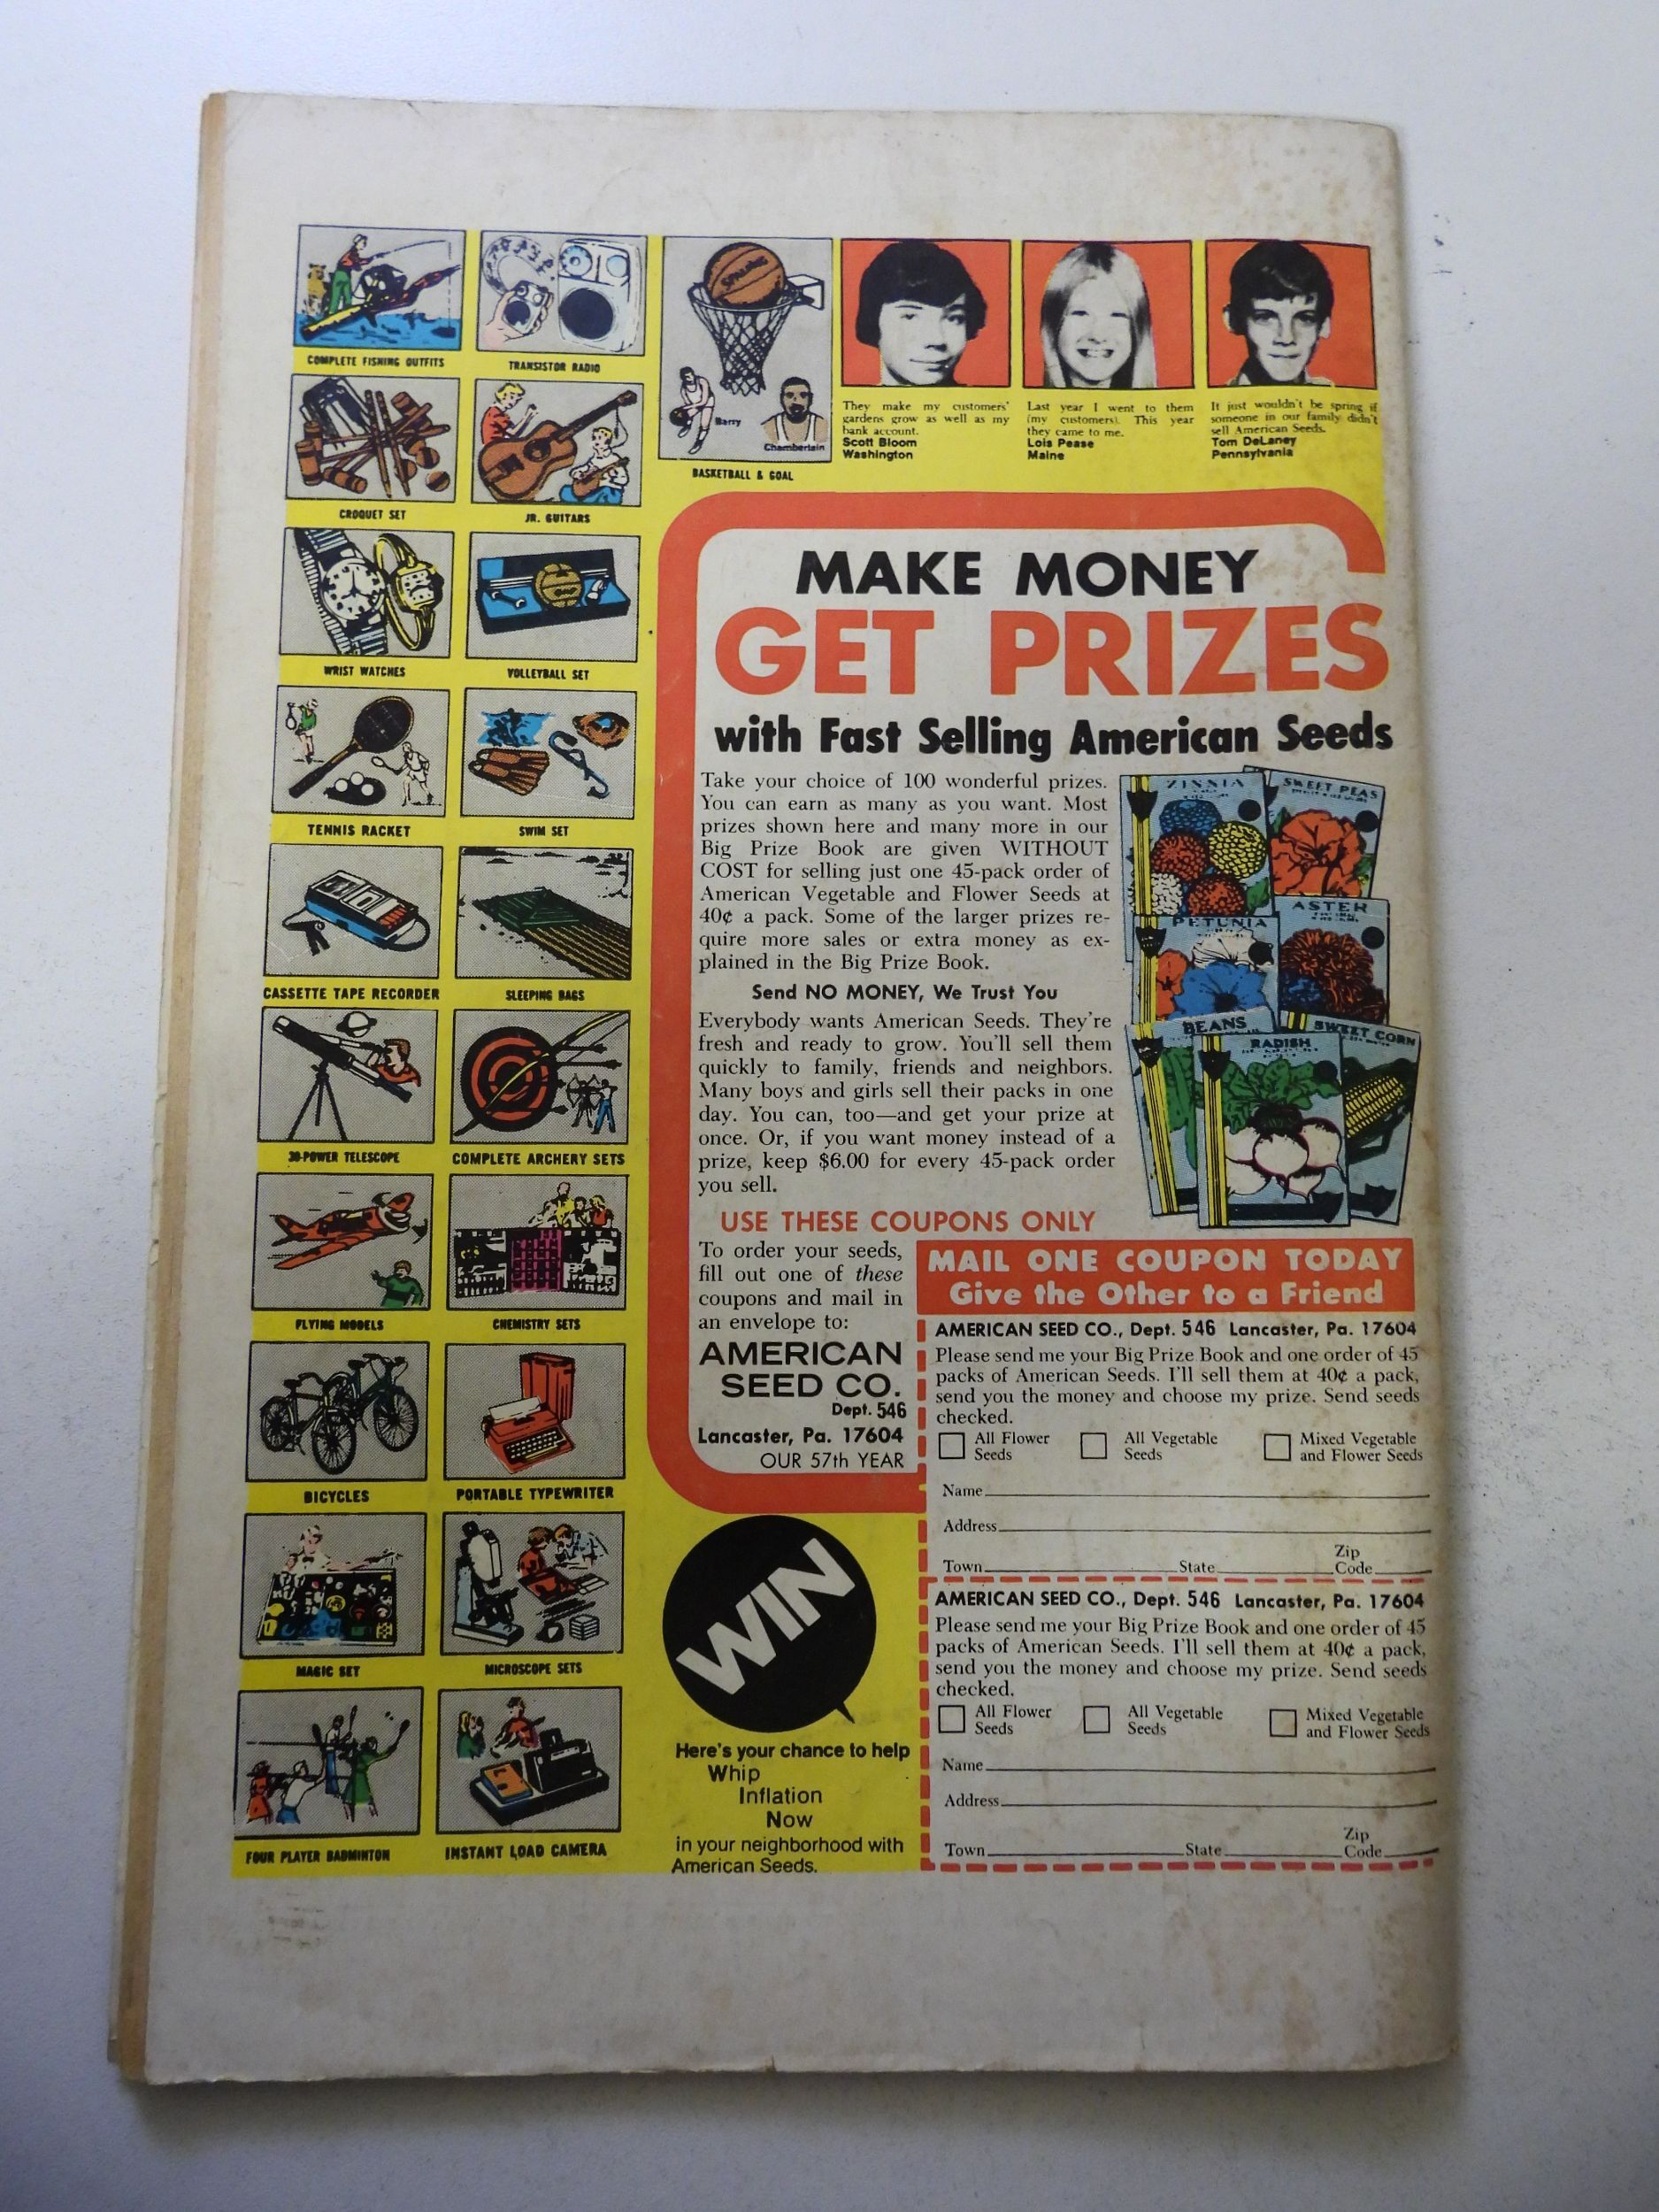 COMPLETE FISHING OUTFITS
TRANSISTOR RADIO
CROQUET SET
JR. GUITARS
WRIST WATCHES
VOLLEYBALL SET
TENNIS RACKET
SWIM SET
CASSETTE TAPE RECORDER
SLEEPING BAGS
30-POWER TELESCOPE
COMPLETE ARCHERY SETS
FLYING MODELS
CHEMISTRY SETS
BICYCLES
PORTABLE TYPEWRITER
MAGIC SET
MICROSCOPE SETS
FOUR PLAYER BADMINTON
INSTANT LOAD CAMERA
SPALDING
Barry
Chamberlain
BASKETBALL & GOAL
They make my customers'
gardens grow as well as my
bank account.
Scott Bloom
Washington
Last year I went to them
(my customers). This year
they came to me.
Lois Pease
Maine
It just wouldn't be spring if
someone in our family didn't
sell American Seeds.
Tom DeLaney
Pennsylvania
MAKE MONEY
GET PRIZES
with Fast Selling American Seeds
Take your choice of 100 wonderful prizes.
You can earn as many as you want. Most
prizes shown here and many more in our
Big Prize Book are given WITHOUT
COST for selling just one 45-pack order of
American Vegetable and Flower Seeds at
40¢ a pack. Some of the larger prizes re-
quire more sales or extra money as ex-
plained in the Big Prize Book.
Send NO MONEY, We Trust You
Everybody wants American Seeds. They're
fresh and ready to grow. You'll sell them
quickly to family, friends and neighbors.
Many boys and girls sell their packs in one
day. You can, too—and get your prize at
once. Or, if you want money instead of a
prize, keep $6.00 for every 45-pack order
you sell.
ZINNIA
SWEET PEAS
PETUNIA
ASTER
BEANS
RADISH
SWEET CORN
USE THESE COUPONS ONLY
To order your seeds,
fill out one of these
coupons and mail in
an envelope to:
AMERICAN
SEED CO.
Dept. 546
Lancaster, Pa. 17604
OUR 57th YEAR
MAIL ONE COUPON TODAY
Give the Other to a Friend
AMERICAN SEED CO., Dept. 546 Lancaster, Pa. 17604
Please send me your Big Prize Book and one order of 45
packs of American Seeds. I'll sell them at 40¢ a pack,
send you the money and choose my prize. Send seeds
checked.
All Flower Seeds
All Vegetable Seeds
Mixed Vegetable and Flower Seeds
Name
Address
Town State Zip Code
AMERICAN SEED CO., Dept. 546 Lancaster, Pa. 17604
Please send me your Big Prize Book and one order of 45
packs of American Seeds. I'll sell them at 40¢ a pack,
send you the money and choose my prize. Send seeds
checked.
All Flower Seeds
All Vegetable Seeds
Mixed Vegetable and Flower Seeds
Name
Address
Town State Zip Code
WIN
Here's your chance to help
Whip
Inflation
Now
in your neighborhood with
American Seeds.